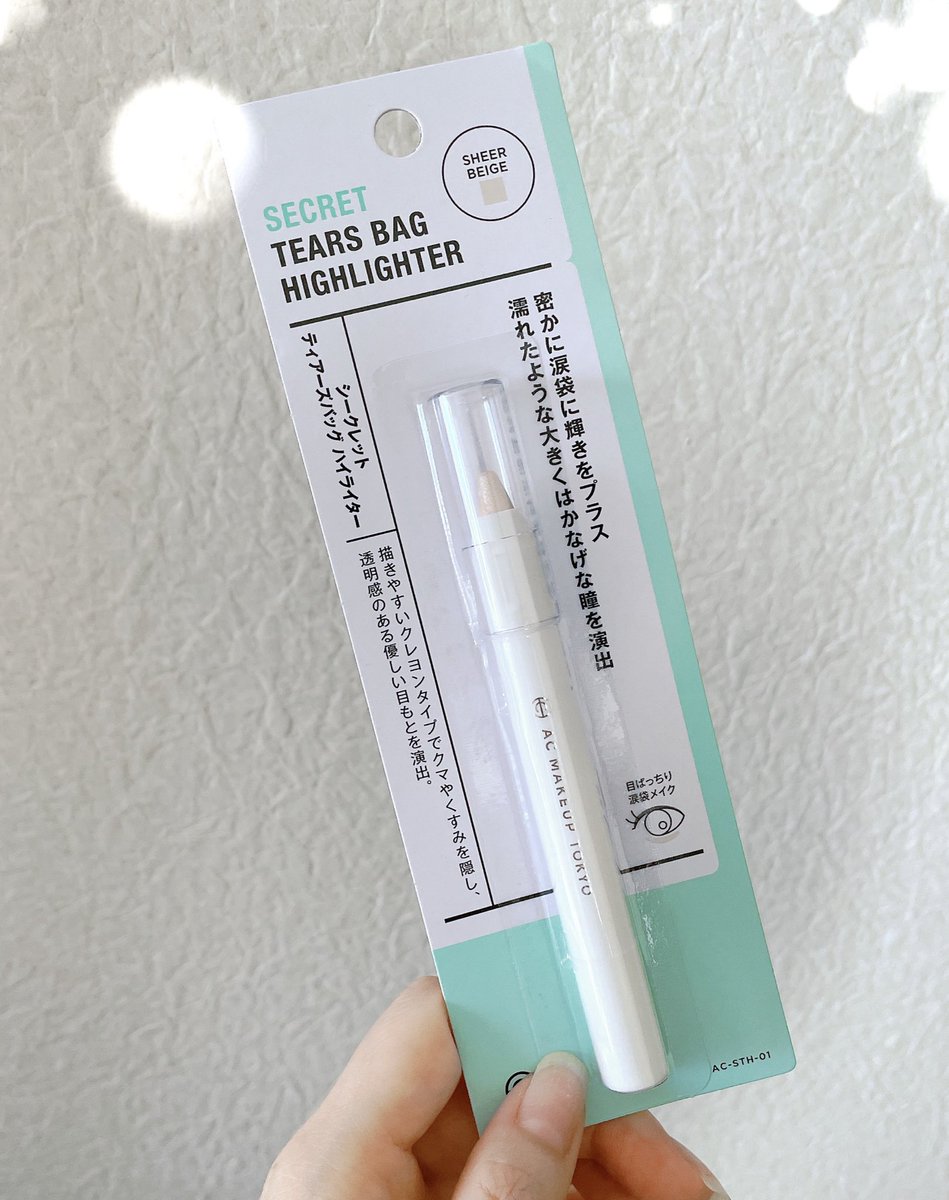 SHEER
BEIGE
SECRET
TEARS BAG
HIGHLIGHTER
密かに涙袋に輝きをプラス
濡れたような大きくはかなげな瞳を演出
シークレット
ティアーズバッグ ハイライター
描きやすいクレヨンタイプでクマやくすみを隠し、
透明感のある優しい目もとを演出。
AC MAKEUP TOKYO
目ぱっちり
涙袋メイク
AC-STH-01